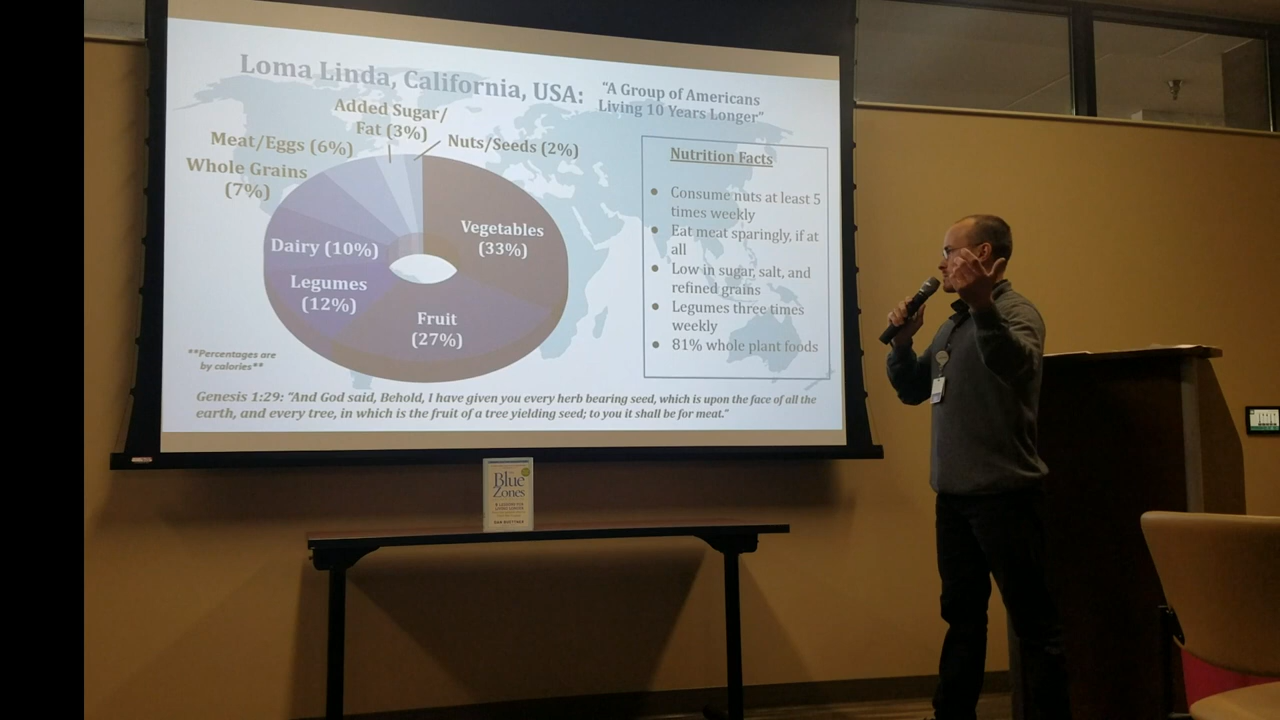 Loma Linda, California, USA:
"A Group of Americans
Living 10 Years Longer"
Added Sugar/
Fat (3%)
Nuts/Seeds (2%)
Meat/Eggs (6%)
Whole Grains
(7%)
Dairy (10%)
Legumes
(12%)
Fruit
(27%)
Vegetables
(33%)
**Percentages are
by calories**
Nutrition Facts
• Consume nuts at least 5
times weekly
• Eat meat sparingly, if at
all
• Low in sugar, salt, and
refined grains
• Legumes three times
weekly
• 81% whole plant foods
Genesis 1:29: "And God said, Behold, I have given you every herb bearing seed, which is upon the face of all the
earth, and every tree, in which is the fruit of a tree yielding seed; to you it shall be for meat."
Blue
Zones